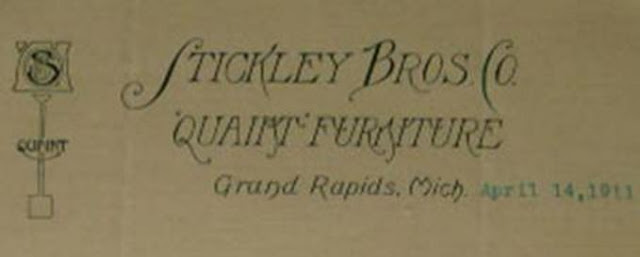 S
QUAINT
STICKLEY BROS. CO.
"QUAINT" FURNITURE
Grand Rapids, Mich. April 14,1911